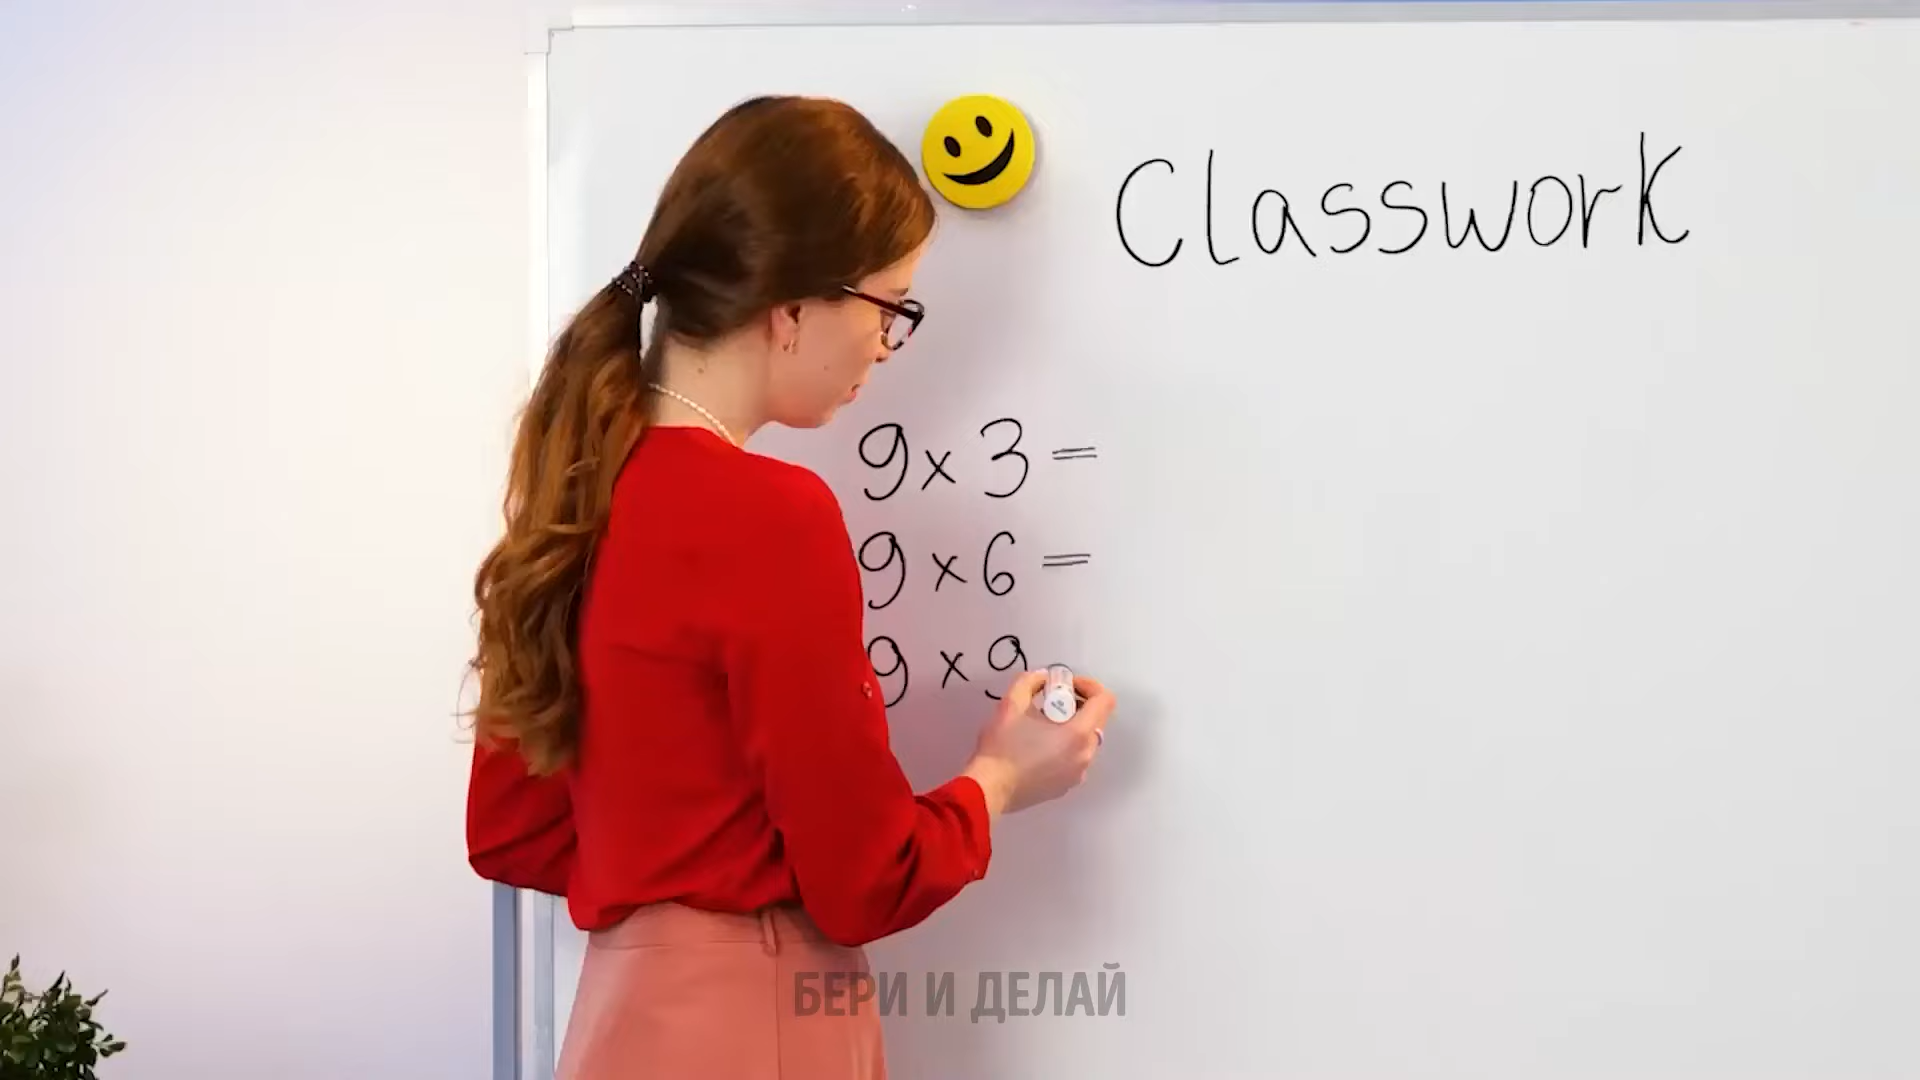 Classwork
9 x 3 =
9 x 6 =
9 x 9
БЕРИ И ДЕЛАЙ